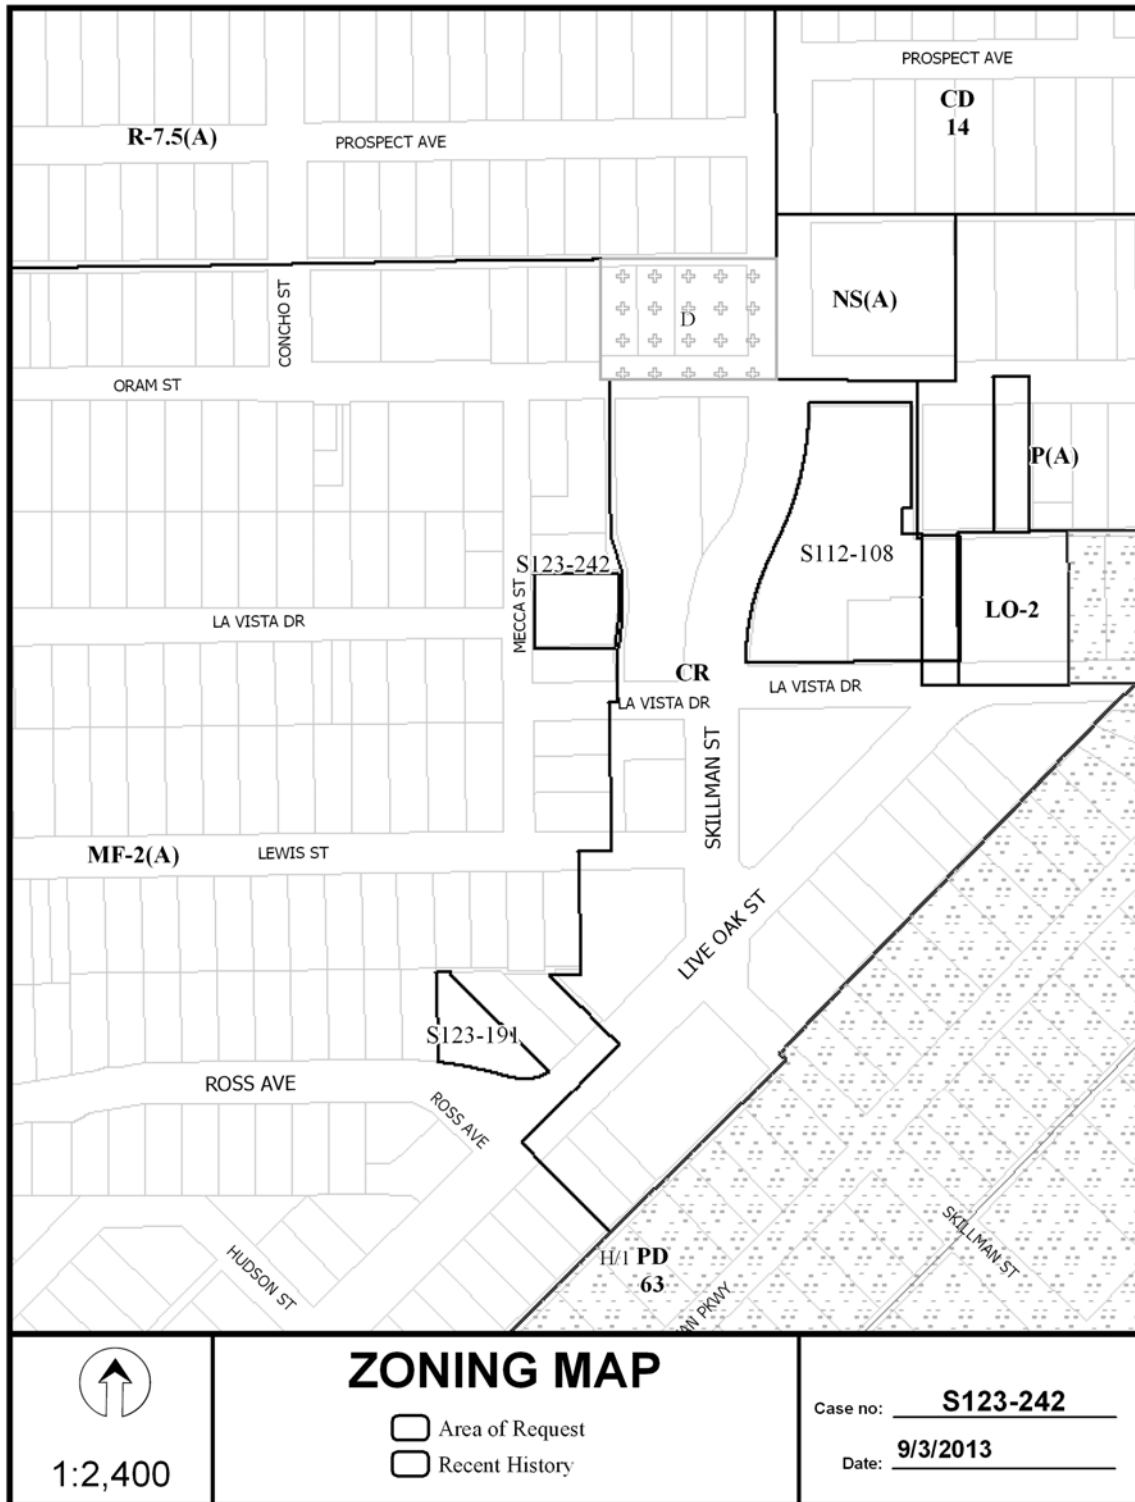 PROSPECT AVE
CD
14
R-7.5(A)
PROSPECT AVE
NS(A)
CONCHO ST
D
ORAM ST
P(A)
S112-108
S123-242
MECCA ST
LA VISTA DR
LO-2
CR
LA VISTA DR
LA VISTA DR
SKILLMAN ST
MF-2(A)
LEWIS ST
LIVE OAK ST
S123-191
ROSS AVE
ROSS AVE
SKILLMAN ST
HUDSON ST
H/1 PD
63
PKWY
ZONING MAP
Area of Request
Recent History
1:2,400
Case no: S123-242
Date: 9/3/2013